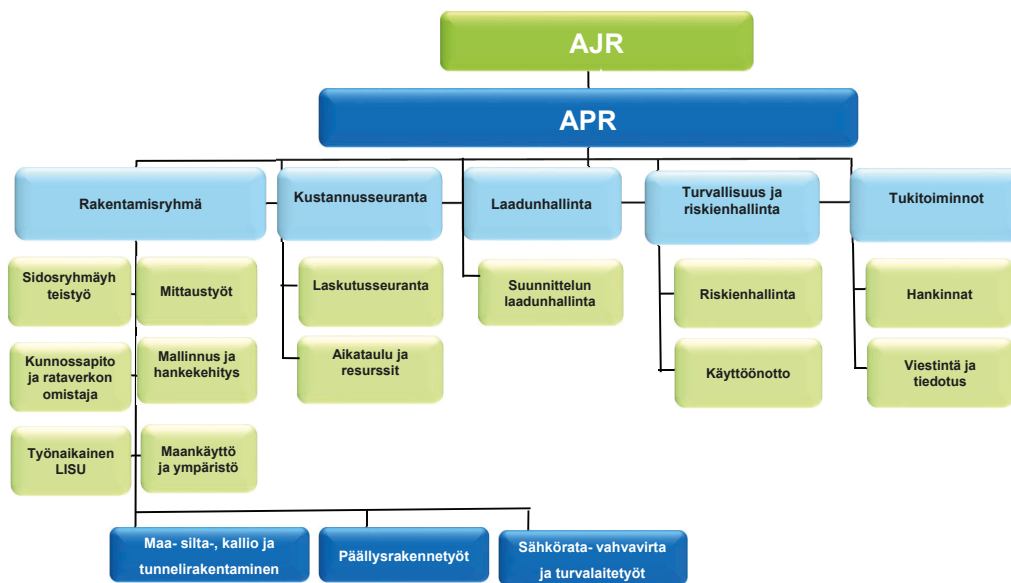 AJR
APR
Rakentamisryhmä
Kustannusseuranta
Laadunhallinta
Turvallisuus ja
riskienhallinta
Tukitoiminnot
Sidosryhmäyh
teistyö
Mittaustyöt
Laskutusseuranta
Suunnittelun
laadunhallinta
Riskienhallinta
Hankinnat
Kunnossapito
ja rataverkon
omistaja
Mallinnus ja
hankekehitys
Aikataulu ja
resurssit
Käyttöönotto
Viestintä ja
tiedotus
Työnaikainen
LISU
Maankäyttö
ja ympäristö
Maa- silta-, kallio ja
tunnelirakentaminen
Päällysrakennetyöt
Sähkörata- vahvavirta
ja turvalaitetyöt